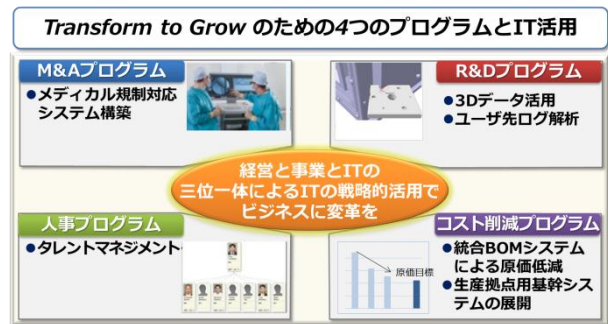 Transform to Grow のための4つのプログラムとIT活用
M&Aプログラム
●メディカル規制対応
システム構築
R&Dプログラム
●3Dデータ活用
●ユーザ先ログ解析
経営と事業とITの
三位一体によるITの戦略的活用で
ビジネスに変革を
人事プログラム
●タレントマネジメント
コスト削減プログラム
原価目標
●統合BOMシステム
による原価低減
●生産拠点用基幹シス
テムの展開